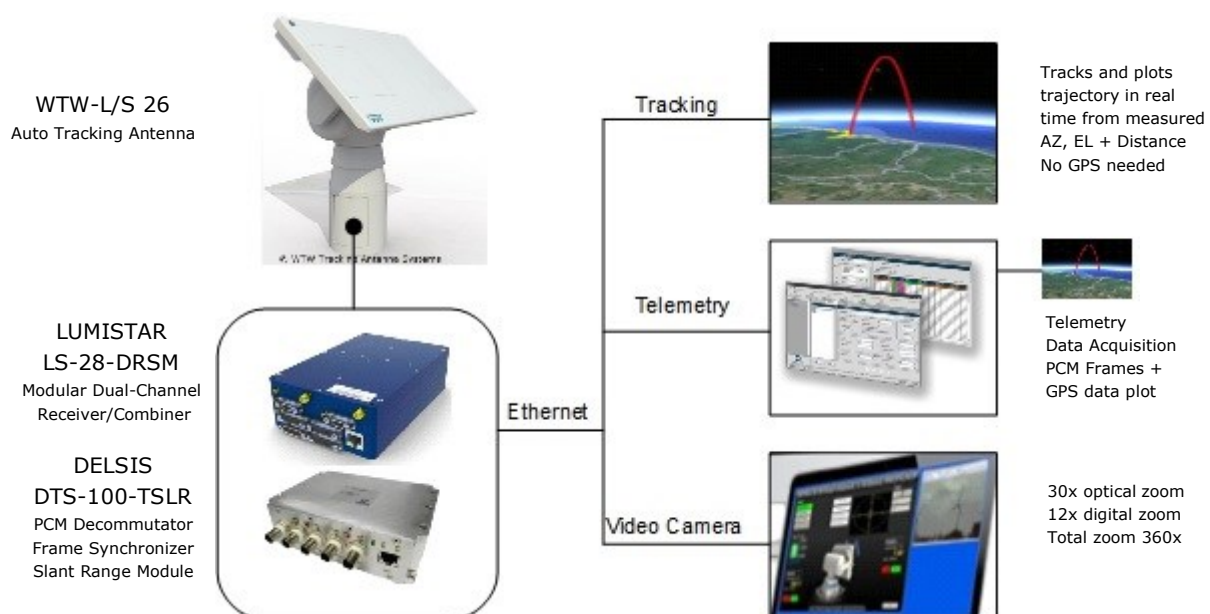 WTW-L/S 26
Auto Tracking Antenna
© WTW Tracking Antenna Systems
LUMISTAR
LS-28-DRSM
Modular Dual-Channel
Receiver/Combiner
DELSIS
DTS-100-TSLR
PCM Decommutator
Frame Synchronizer
Slant Range Module
Ethernet
Tracking
Tracks and plots
trajectory in real
time from measured
AZ, EL + Distance
No GPS needed
Telemetry
Telemetry
Data Acquisition
PCM Frames +
GPS data plot
Video Camera
30x optical zoom
12x digital zoom
Total zoom 360x